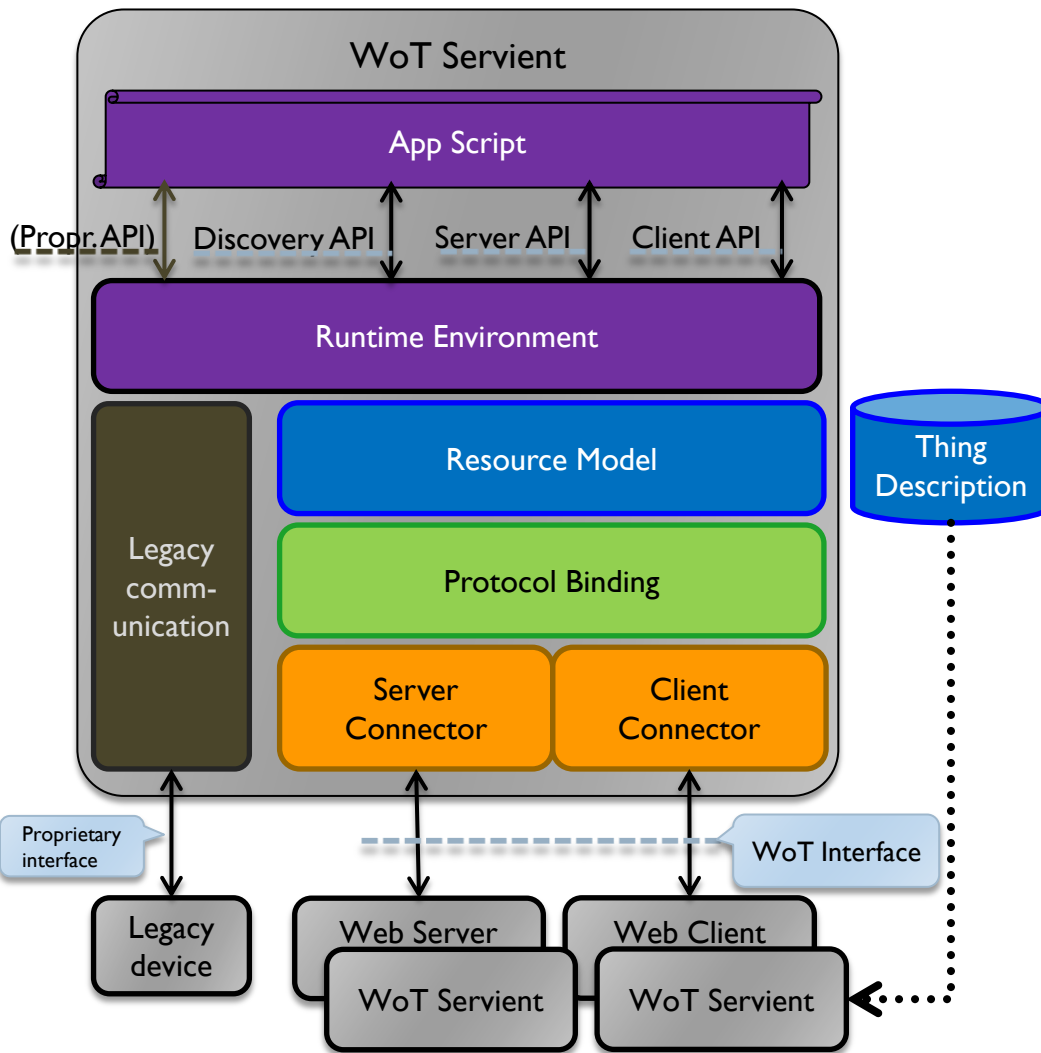 WoT Servient
App Script
(Propr. API)
Discovery API
Server API
Client API
Runtime Environment
Resource Model
Thing
Description
Legacy
comm-
unication
Protocol Binding
Server
Connector
Client
Connector
Proprietary
interface
WoT Interface
Legacy
device
Web Server
WoT Servient
Web Client
WoT Servient